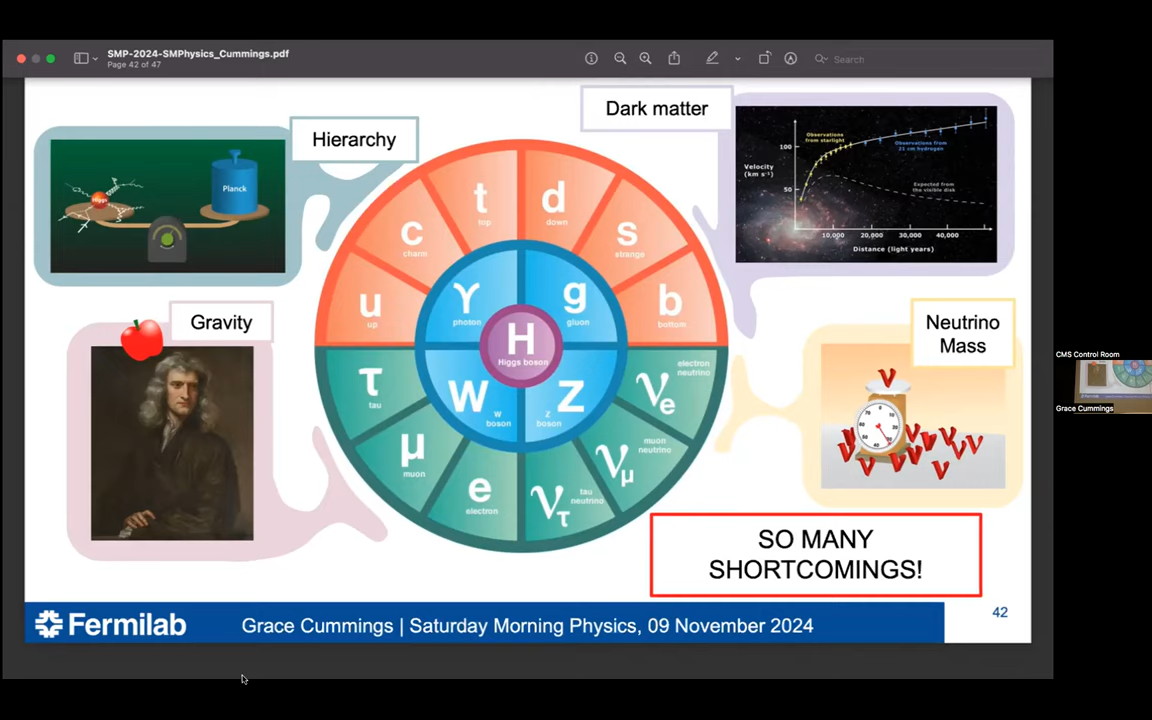 SMP-2024-SMPhysics_Cummings.pdf
Page 42 of 47
Search
Hierarchy
Higgs
Planck
Dark matter
Observations
from starlight
Observations from
21 cm hydrogen
Velocity
(km s⁻¹)
100
50
Expected from
the visible disk
10,000 20,000 30,000 40,000
Distance (light years)
Gravity
Neutrino
Mass
u
up
c
charm
t
top
d
down
s
strange
b
bottom
γ
photon
g
gluon
H
Higgs boson
W
W
boson
Z
Z
boson
τ
tau
μ
muon
e
electron
ντ
tau
neutrino
νμ
muon
neutrino
νe
electron
neutrino
SO MANY
SHORTCOMINGS!
Fermilab
Grace Cummings | Saturday Morning Physics, 09 November 2024
42
CMS Control Room
Grace Cummings